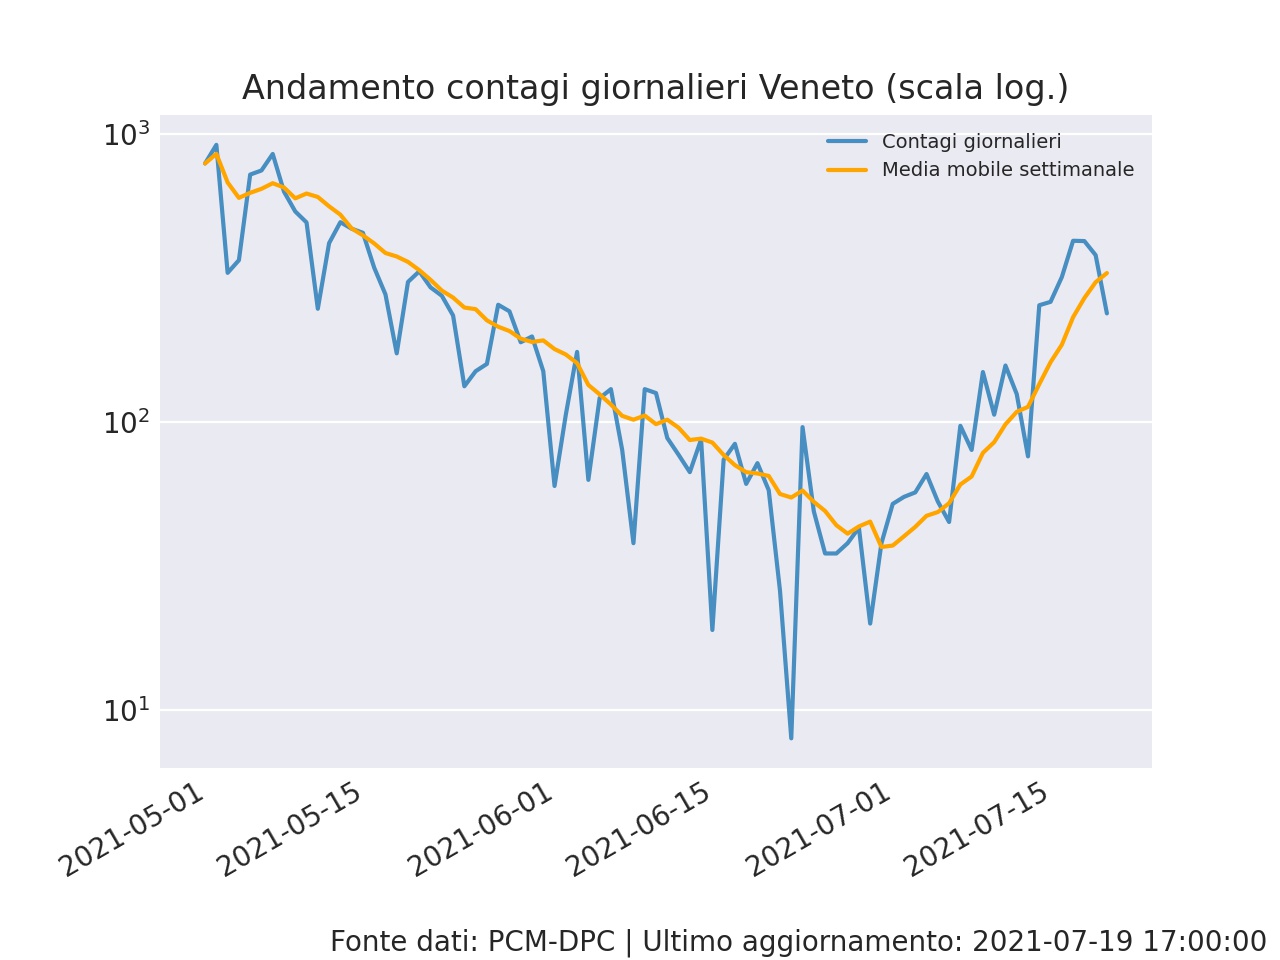 Andamento contagi giornalieri Veneto (scala log.)
Contagi giornalieri
Media mobile settimanale
10³
10²
10¹
2021-05-01
2021-05-15
2021-06-01
2021-06-15
2021-07-01
2021-07-15
Fonte dati: PCM-DPC | Ultimo aggiornamento: 2021-07-19 17:00:00